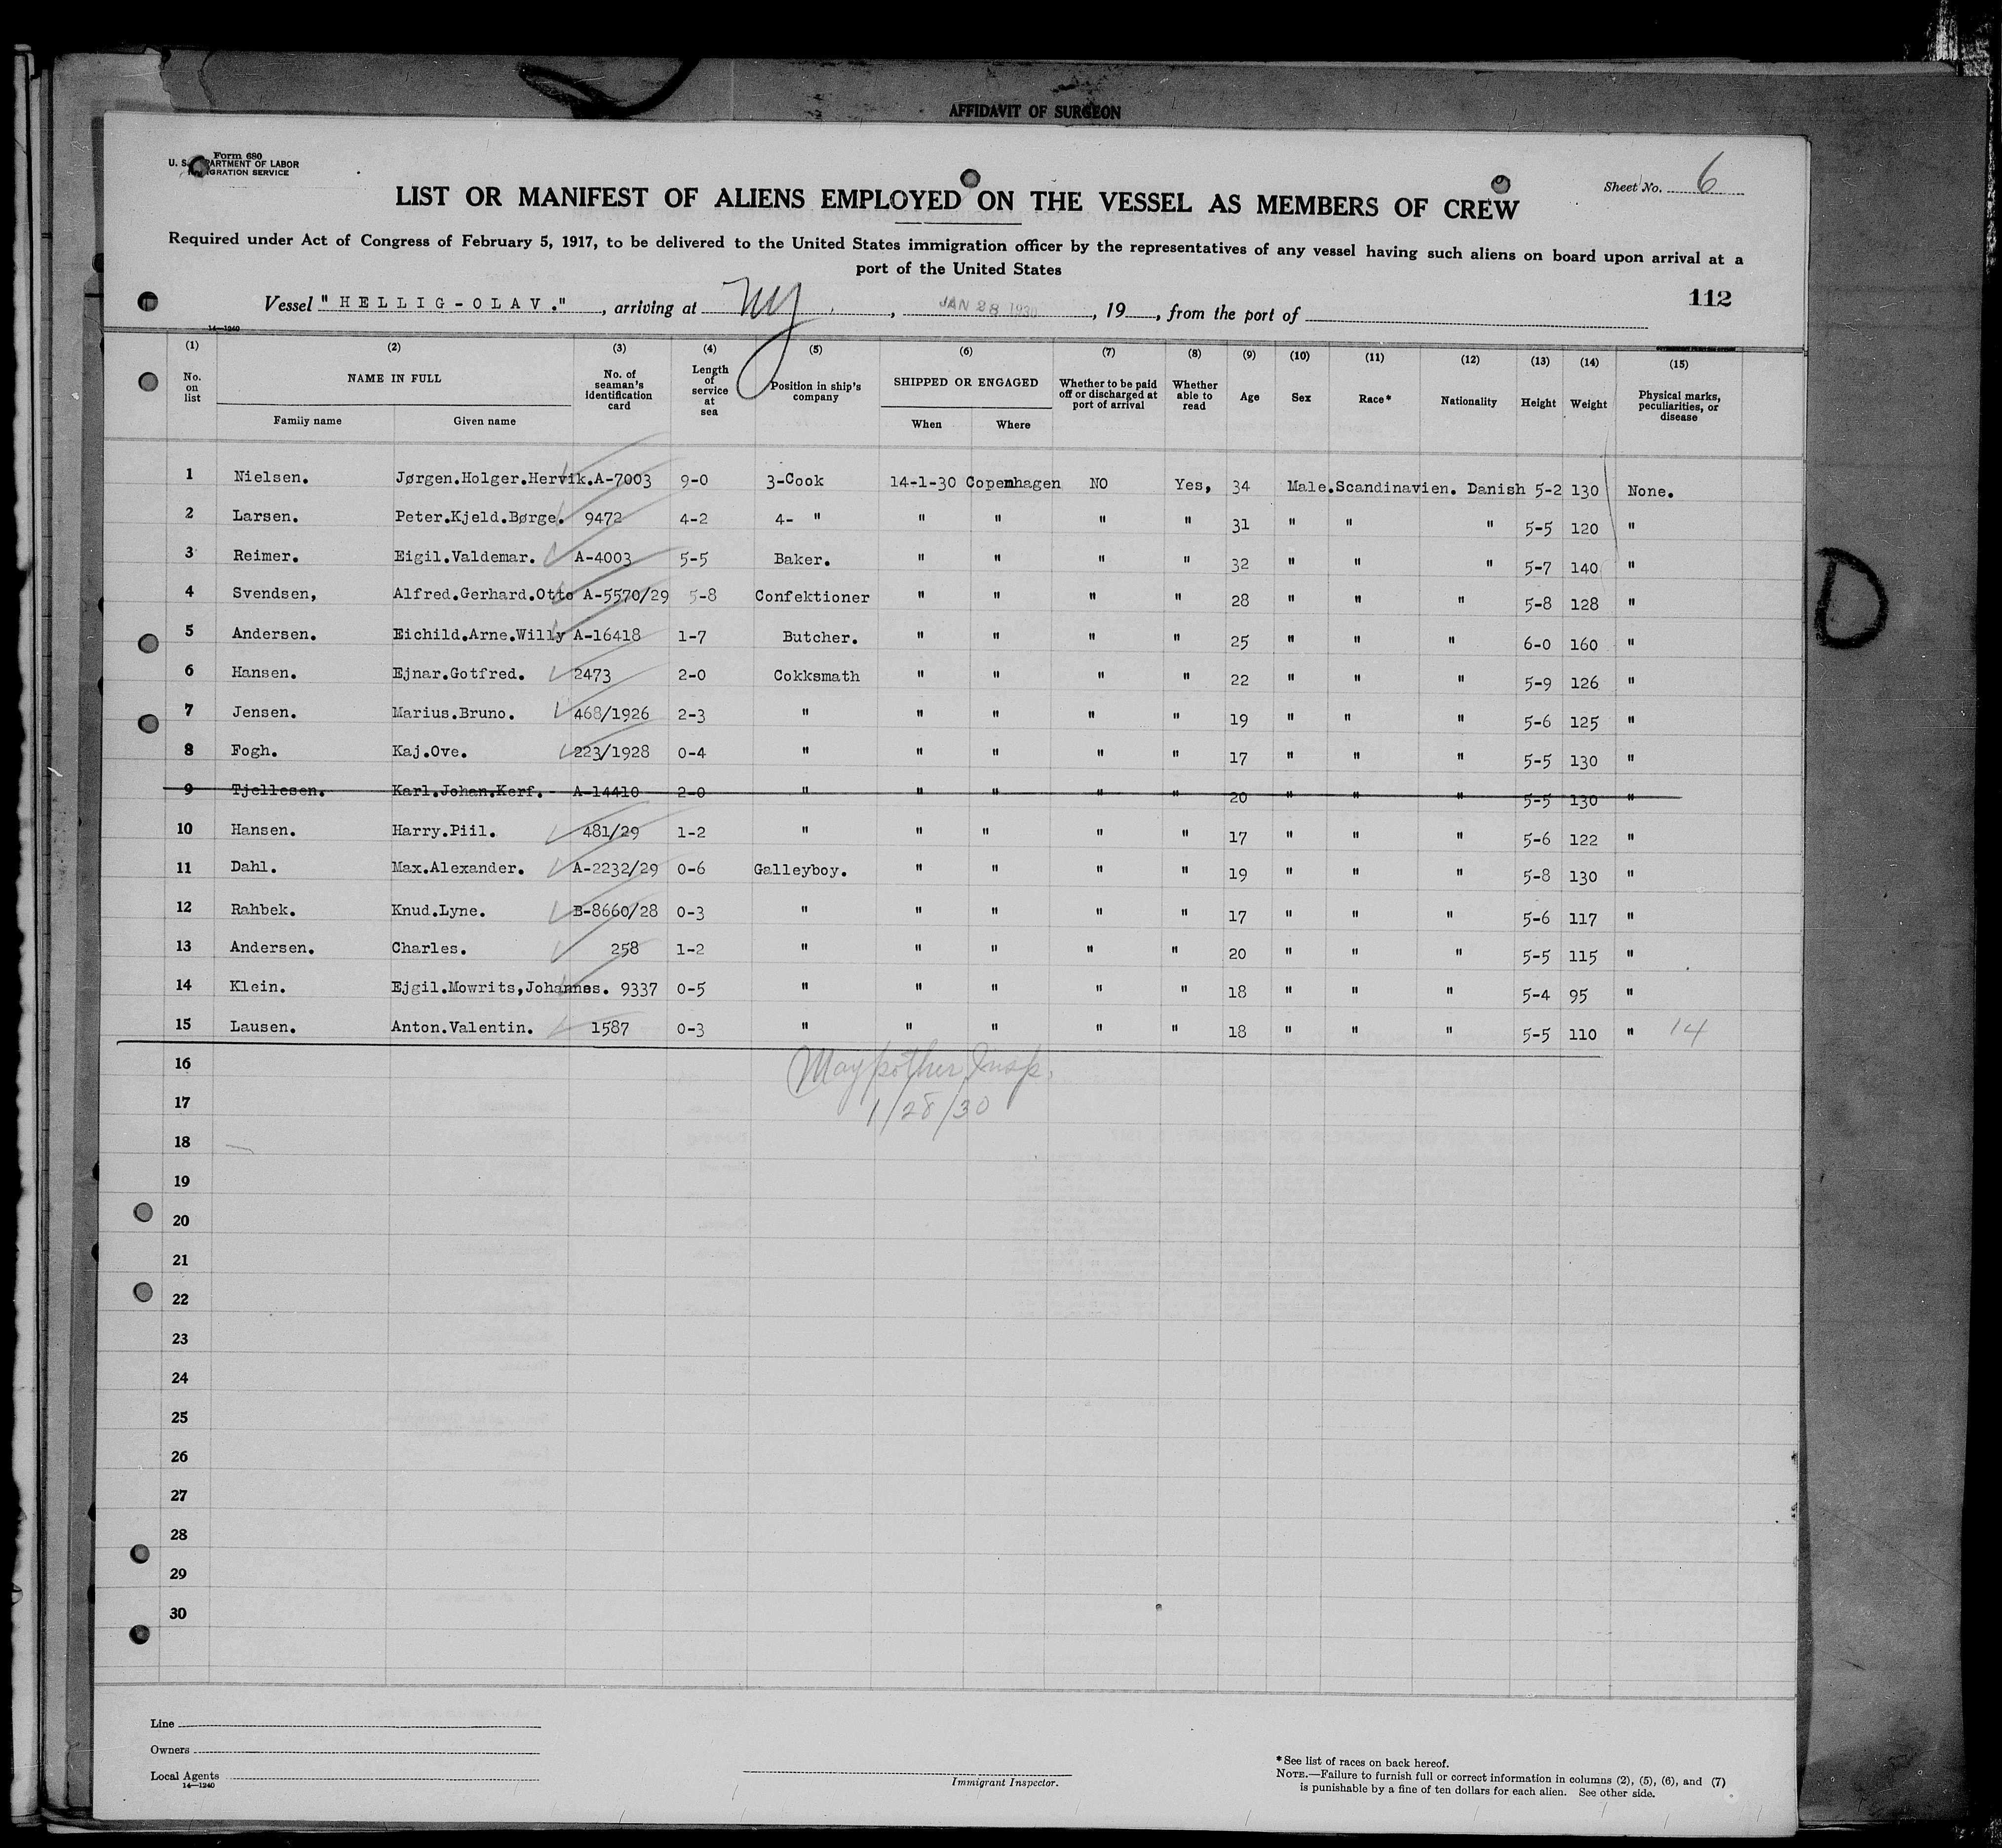 AFFIDAVIT OF SURGEON
Form 680
U. S. DEPARTMENT OF LABOR
IMMIGRATION SERVICE
Sheet No. 6
LIST OR MANIFEST OF ALIENS EMPLOYED ON THE VESSEL AS MEMBERS OF CREW
Required under Act of Congress of February 5, 1917, to be delivered to the United States immigration officer by the representatives of any vessel having such aliens on board upon arrival at a
port of the United States
112
Vessel "HELLIG-OLAV.", arriving at NY, JAN 28 1930, 19, from the port of
14—1240
(1) (2) (3) (4) (5) (6) (7) (8) (9) (10) (11) (12) (13) (14) (15)
No. on list NAME IN FULL Family name Given name No. of seaman's identification card Length of service at sea Position in ship's company SHIPPED OR ENGAGED When Where Whether to be paid off or discharged at port of arrival Whether able to read Age Sex Race* Nationality Height Weight Physical marks, peculiarities, or disease
1 Nielsen. Jørgen.Holger.Hervik. A-7003 9-0 3-Cook 14-1-30 Copenhagen NO Yes, 34 Male. Scandinavien. Danish 5-2 130 None.
2 Larsen. Peter.Kjeld.Børge. 9472 4-2 4- " " " " " 31 " " " 5-5 120 "
3 Reimer. Eigil.Valdemar. A-4003 5-5 Baker. " " " " 32 " " " 5-7 140 "
4 Svendsen, Alfred.Gerhard.Otto A-5570/29 5-8 Confektioner " " " " 28 " " " 5-8 128 "
5 Andersen. Eichild.Arne.Willy A-16418 1-7 Butcher. " " " " 25 " " " 6-0 160 "
6 Hansen. Ejnar.Gotfred. 2473 2-0 Cokksmath " " " " 22 " " " 5-9 126 "
7 Jensen. Marius.Bruno. 468/1926 2-3 " " " " " 19 " " " 5-6 125 "
8 Fogh. Kaj.Ove. 223/1928 0-4 " " " " " 17 " " " 5-5 130 "
9 Tjellesen. Karl.Johan.Kerf. A-14410 2-0 " " " " " 20 " " " 5-5 130 "
10 Hansen. Harry.Piil. 481/29 1-2 " " " " " 17 " " " 5-6 122 "
11 Dahl. Max.Alexander. A-2232/29 0-6 Galleyboy. " " " " 19 " " " 5-8 130 "
12 Rahbek. Knud.Lyne. B-8660/28 0-3 " " " " " 17 " " " 5-6 117 "
13 Andersen. Charles. 258 1-2 " " " " " 20 " " " 5-5 115 "
14 Klein. Ejgil.Mowrits,Johannes. 9337 0-5 " " " " " 18 " " " 5-4 95 "
15 Lausen. Anton.Valentin. 1587 0-3 " " " " " 18 " " " 5-5 110 " 14
16
Maypother Insp.
17
1/28/30
18
19
20
21
22
23
24
25
26
27
28
29
30
Line
Owners
Local Agents
14—1240
Immigrant Inspector.
* See list of races on back hereof.
NOTE.—Failure to furnish full or correct information in columns (2), (5), (6), and (7)
is punishable by a fine of ten dollars for each alien. See other side.
D